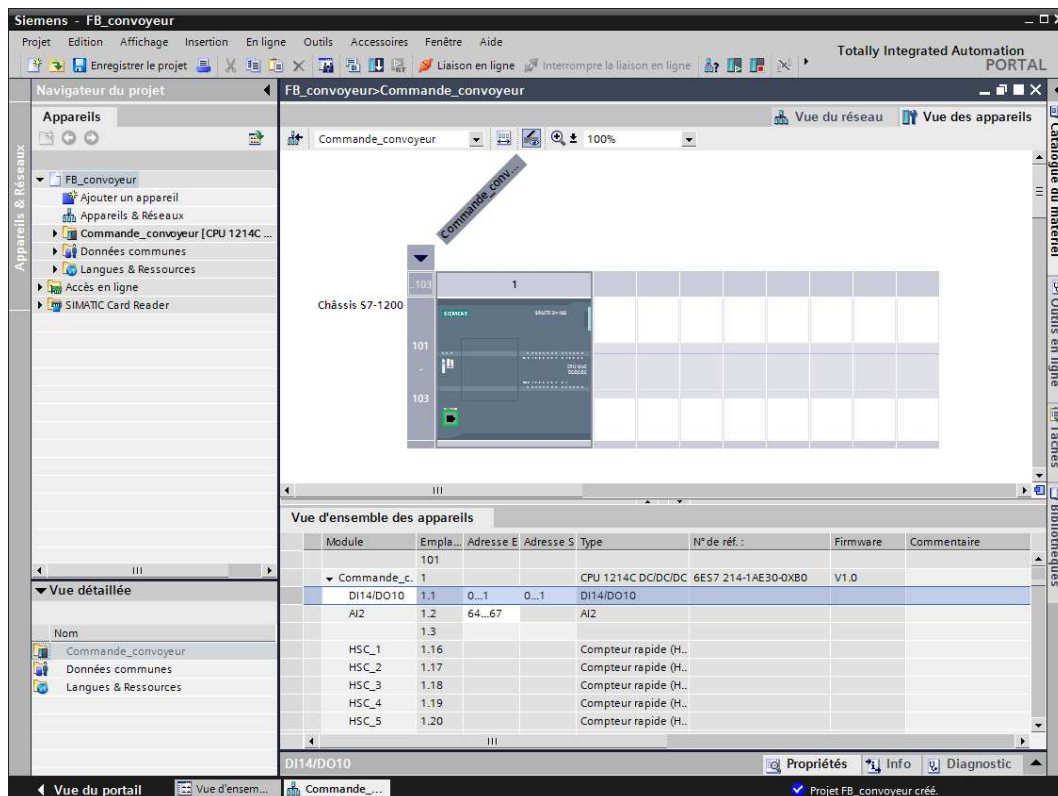 Siemens - FB_convoyeur
Projet Edition Affichage Insertion En ligne Outils Accessoires Fenêtre Aide
Totally Integrated Automation
PORTAL
Enregistrer le projet Liaison en ligne Interrompre la liaison en ligne
Navigateur du projet
FB_convoyeur>Commande_convoyeur
Appareils
Vue du réseau Vue des appareils
Commande_convoyeur 100%
Appareils & Réseaux
FB_convoyeur
Ajouter un appareil
Appareils & Réseaux
Commande_convoyeur [CPU 1214C ...
Données communes
Langues & Ressources
Accès en ligne
SIMATIC Card Reader
Commande_conv...
...103 1
Châssis S7-1200
SIEMENS
101
-
103
Catalogue du matériel
Outils en ligne
Tâches
Bibliothèques
Vue d'ensemble des appareils
Module Empla... Adresse E Adresse S Type N° de réf. : Firmware Commentaire
101
Commande_c. 1 CPU 1214C DC/DC/DC 6ES7 214-1AE30-0XB0 V1.0
DI14/DO10 1.1 0...1 0...1 DI14/DO10
AI2 1.2 64...67 AI2
1.3
HSC_1 1.16 Compteur rapide (H..
HSC_2 1.17 Compteur rapide (H..
HSC_3 1.18 Compteur rapide (H..
HSC_4 1.19 Compteur rapide (H..
HSC_5 1.20 Compteur rapide (H..
Vue détaillée
Nom
Commande_convoyeur
Données communes
Langues & Ressources
DI14/DO10
Propriétés Info Diagnostic
Vue du portail Vue d'ensem... Commande_... Projet FB_convoyeur créé.